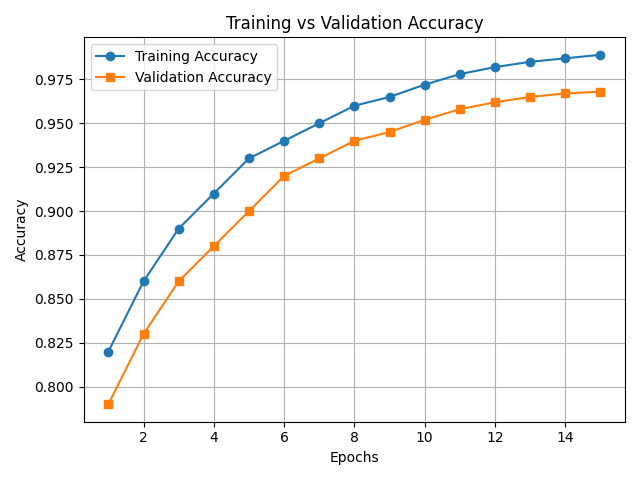 Training vs Validation Accuracy
Training Accuracy
Validation Accuracy
0.975
0.950
0.925
0.900
0.875
0.850
0.825
0.800
Accuracy
2 4 6 8 10 12 14
Epochs